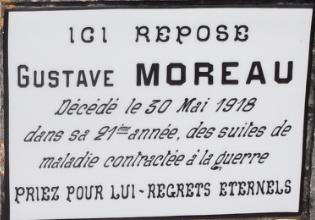 ICI REPOSE
GUSTAVE MOREAU
Décédé le 30 Mai 1918
dans sa 21ème année, des suites de
maladie contractée à la guerre
PRIEZ POUR LUI - REGRETS ETERNELS